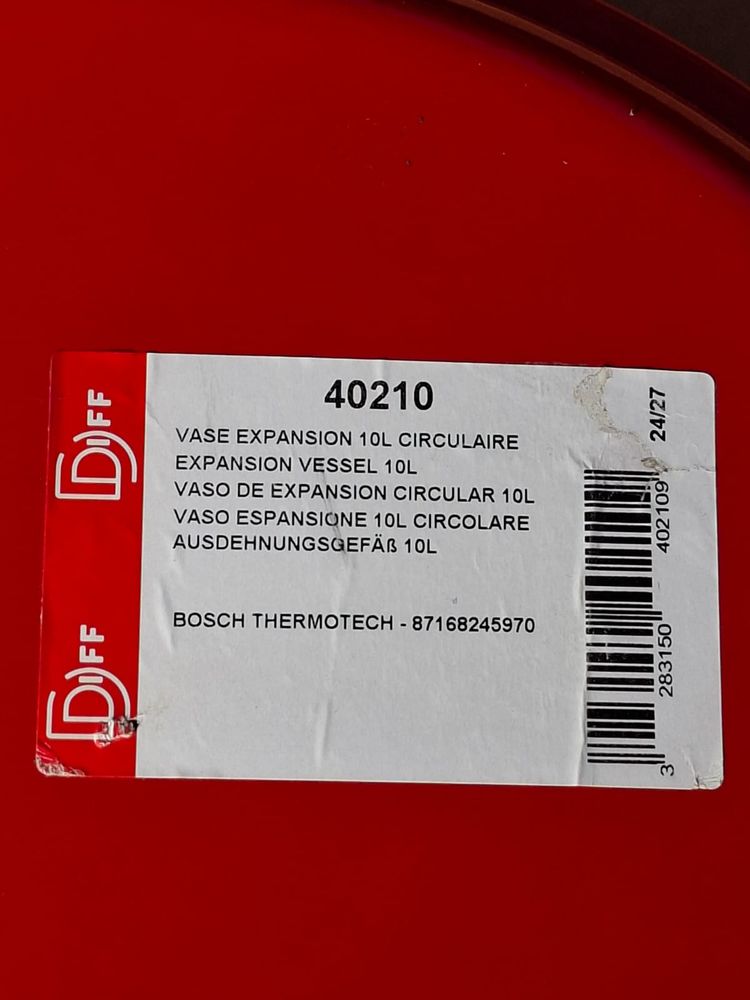 DIFF
DIFF
40210
VASE EXPANSION 10L CIRCULAIRE
EXPANSION VESSEL 10L
VASO DE EXPANSION CIRCULAR 10L
VASO ESPANSIONE 10L CIRCOLARE
AUSDEHNUNGSGEFÄß 10L
BOSCH THERMOTECH - 87168245970
24/27
3 283150 402109